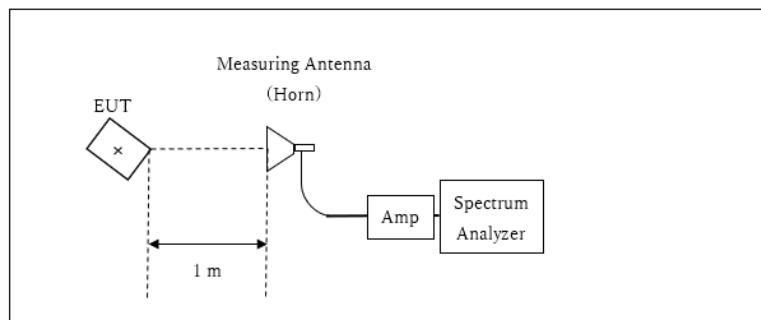 Measuring Antenna
(Horn)
EUT
Amp
Spectrum
Analyzer
1 m